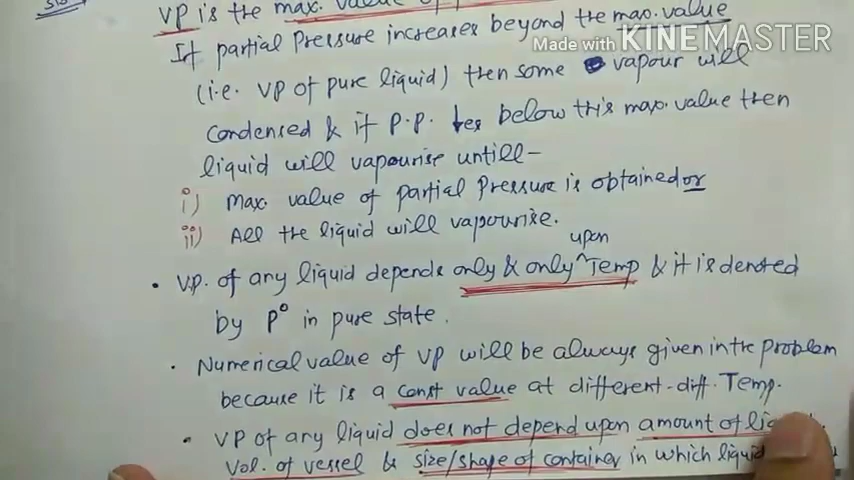 VP is the max. value of
If partial Pressure increases beyond the max. value
Made with KINEMASTER
(i.e. VP of pure liquid) then some vapour will
condensed & if P.P. ↓es below this max. value then
liquid will vapourise untill-
i) Max. value of partial pressure is obtained or
ii) All the liquid will vapourise.
upon
• V.P. of any liquid depends only & only ^ Temp & it is denoted
by P° in pure state.
• Numerical value of VP will be always given in the problem
because it is a const value at different-diff. Temp.
• VP of any liquid does not depend upon amount of
Vol. of vessel & size/shape of container in which liquid